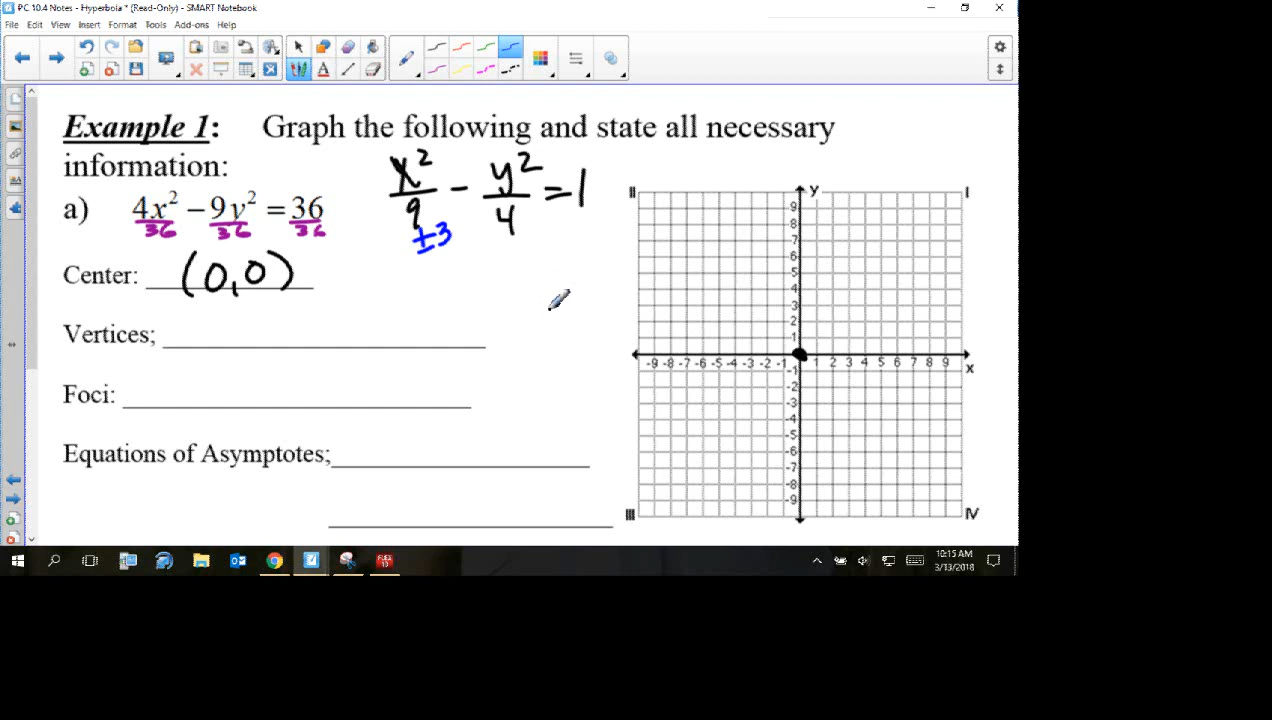 PC 10.4 Notes - Hyperbola * (Read-Only) - SMART Notebook
File Edit View Insert Format Tools Add-ons Help
Example 1: Graph the following and state all necessary
information:
x² / 9 - y² / 4 = 1
±3
a) 4x² - 9y² = 36
36 36 36
Center: (0,0)
Vertices;
Foci:
Equations of Asymptotes;
II y I
9
8
7
6
5
4
3
2
1
-9 -8 -7 -6 -5 -4 -3 -2 -1 1 2 3 4 5 6 7 8 9 x
-1
-2
-3
-4
-5
-6
-7
-8
-9
III IV
FLEX
10
10:15 AM
3/13/2018